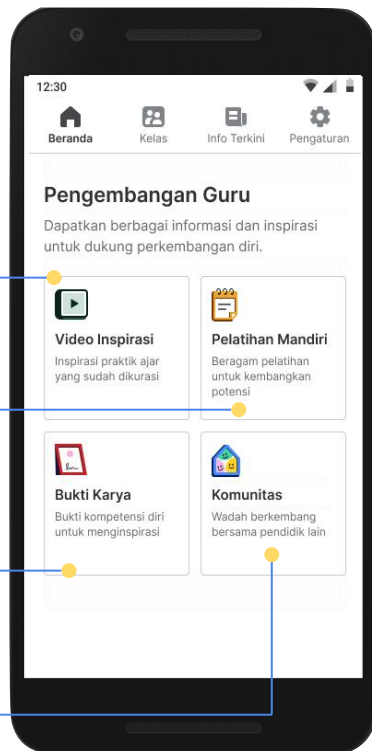 12:30
Beranda
Kelas
Info Terkini
Pengaturan
Pengembangan Guru
Dapatkan berbagai informasi dan inspirasi
untuk dukung perkembangan diri.
Video Inspirasi
Inspirasi praktik ajar
yang sudah dikurasi
Pelatihan Mandiri
Beragam pelatihan
untuk kembangkan
potensi
Bukti Karya
Bukti kompetensi diri
untuk menginspirasi
Komunitas
Wadah berkembang
bersama pendidik lain